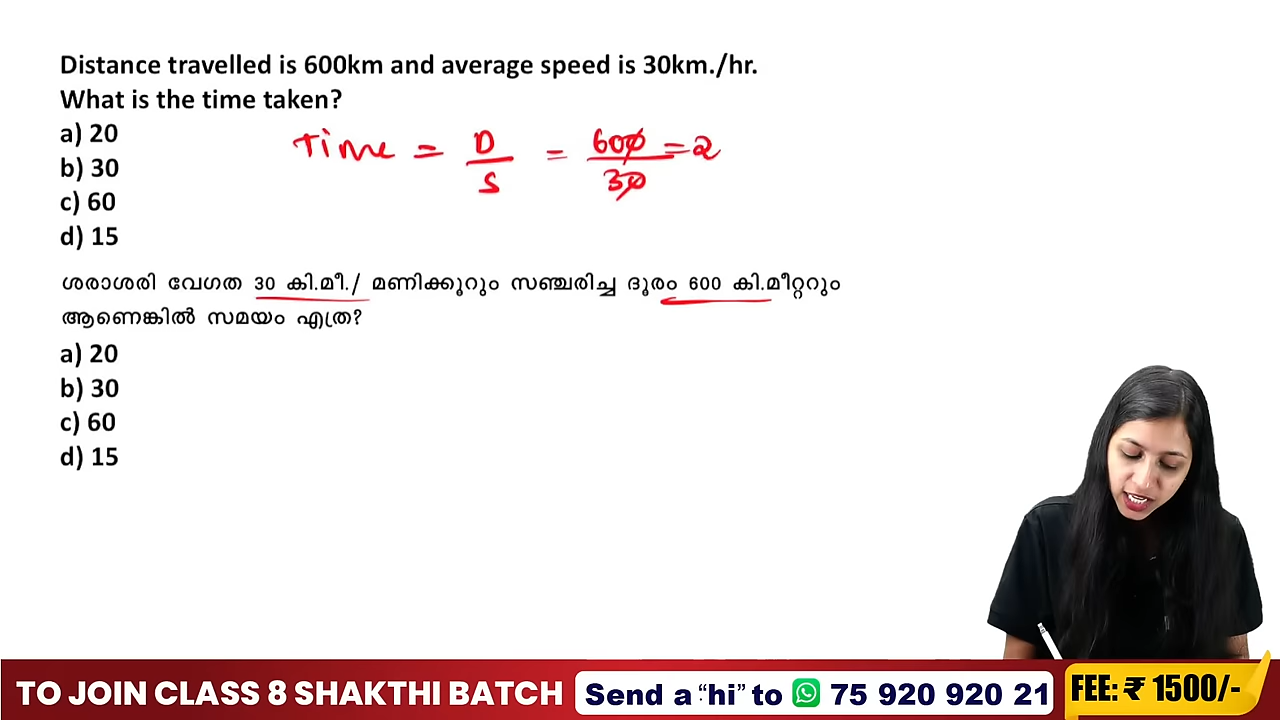 Distance travelled is 600km and average speed is 30km./hr.
What is the time taken?
a) 20
b) 30
c) 60
d) 15
Time = D/S = 600/30 = 2
ശരാശരി വേഗത 30 കി.മീ./ മണിക്കൂറും സഞ്ചരിച്ച ദൂരം 600 കി.മീറ്ററും
ആണെങ്കിൽ സമയം എത്ര?
a) 20
b) 30
c) 60
d) 15
TO JOIN CLASS 8 SHAKTHI BATCH Send a “hi” to 75 920 920 21 FEE: ₹ 1500/-